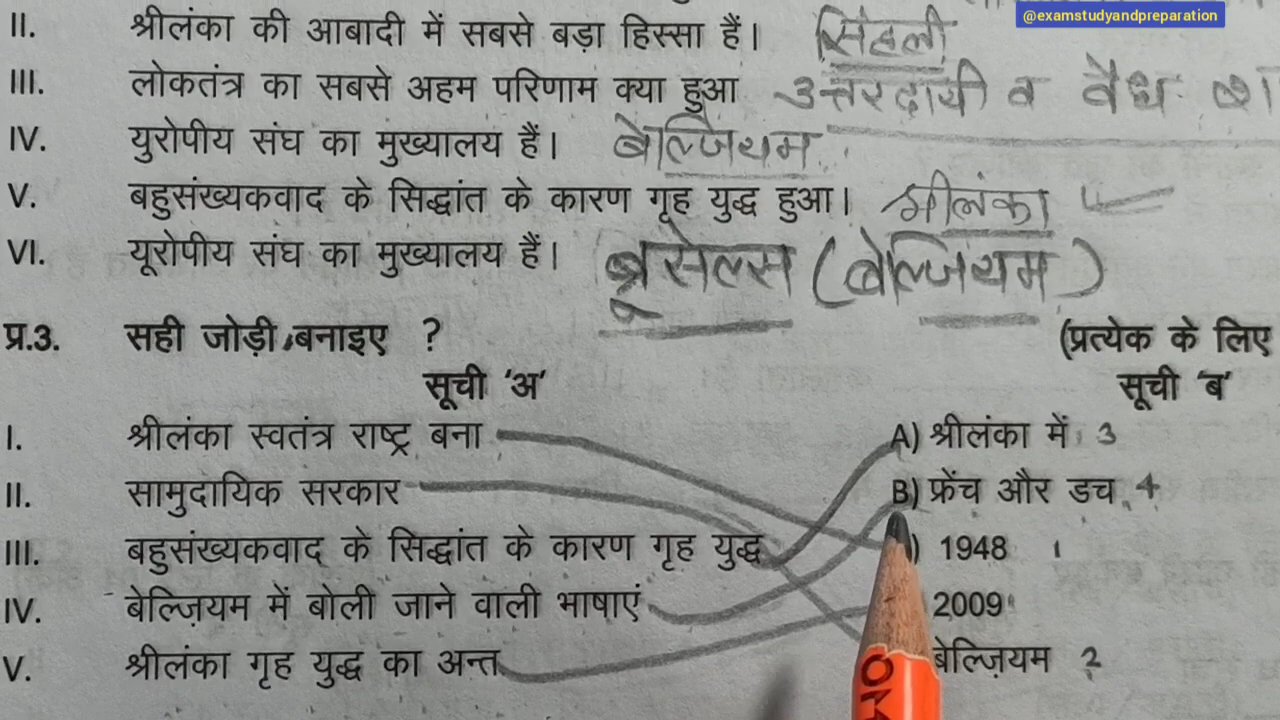 @examstudyandpreparation
II. श्रीलंका की आबादी में सबसे बड़ा हिस्सा हैं। सिंहली
III. लोकतंत्र का सबसे अहम परिणाम क्या हुआ उत्तरदायी व वैध
IV. युरोपीय संघ का मुख्यालय हैं। बेल्जियम
V. बहुसंख्यकवाद के सिद्धांत के कारण गृह युद्ध हुआ। श्रीलंका
VI. यूरोपीय संघ का मुख्यालय हैं। ब्रूसेल्स (बेल्जियम)
प्र.3. सही जोड़ी बनाइए ? (प्रत्येक के लिए
सूची 'अ' सूची 'ब'
I. श्रीलंका स्वतंत्र राष्ट्र बना A) श्रीलंका में 3
II. सामुदायिक सरकार B) फ्रेंच और डच 4
III. बहुसंख्यकवाद के सिद्धांत के कारण गृह युद्ध ) 1948 1
IV. बेल्ज़ियम में बोली जाने वाली भाषाएं 2009
V. श्रीलंका गृह युद्ध का अन्त बेल्ज़ियम 2